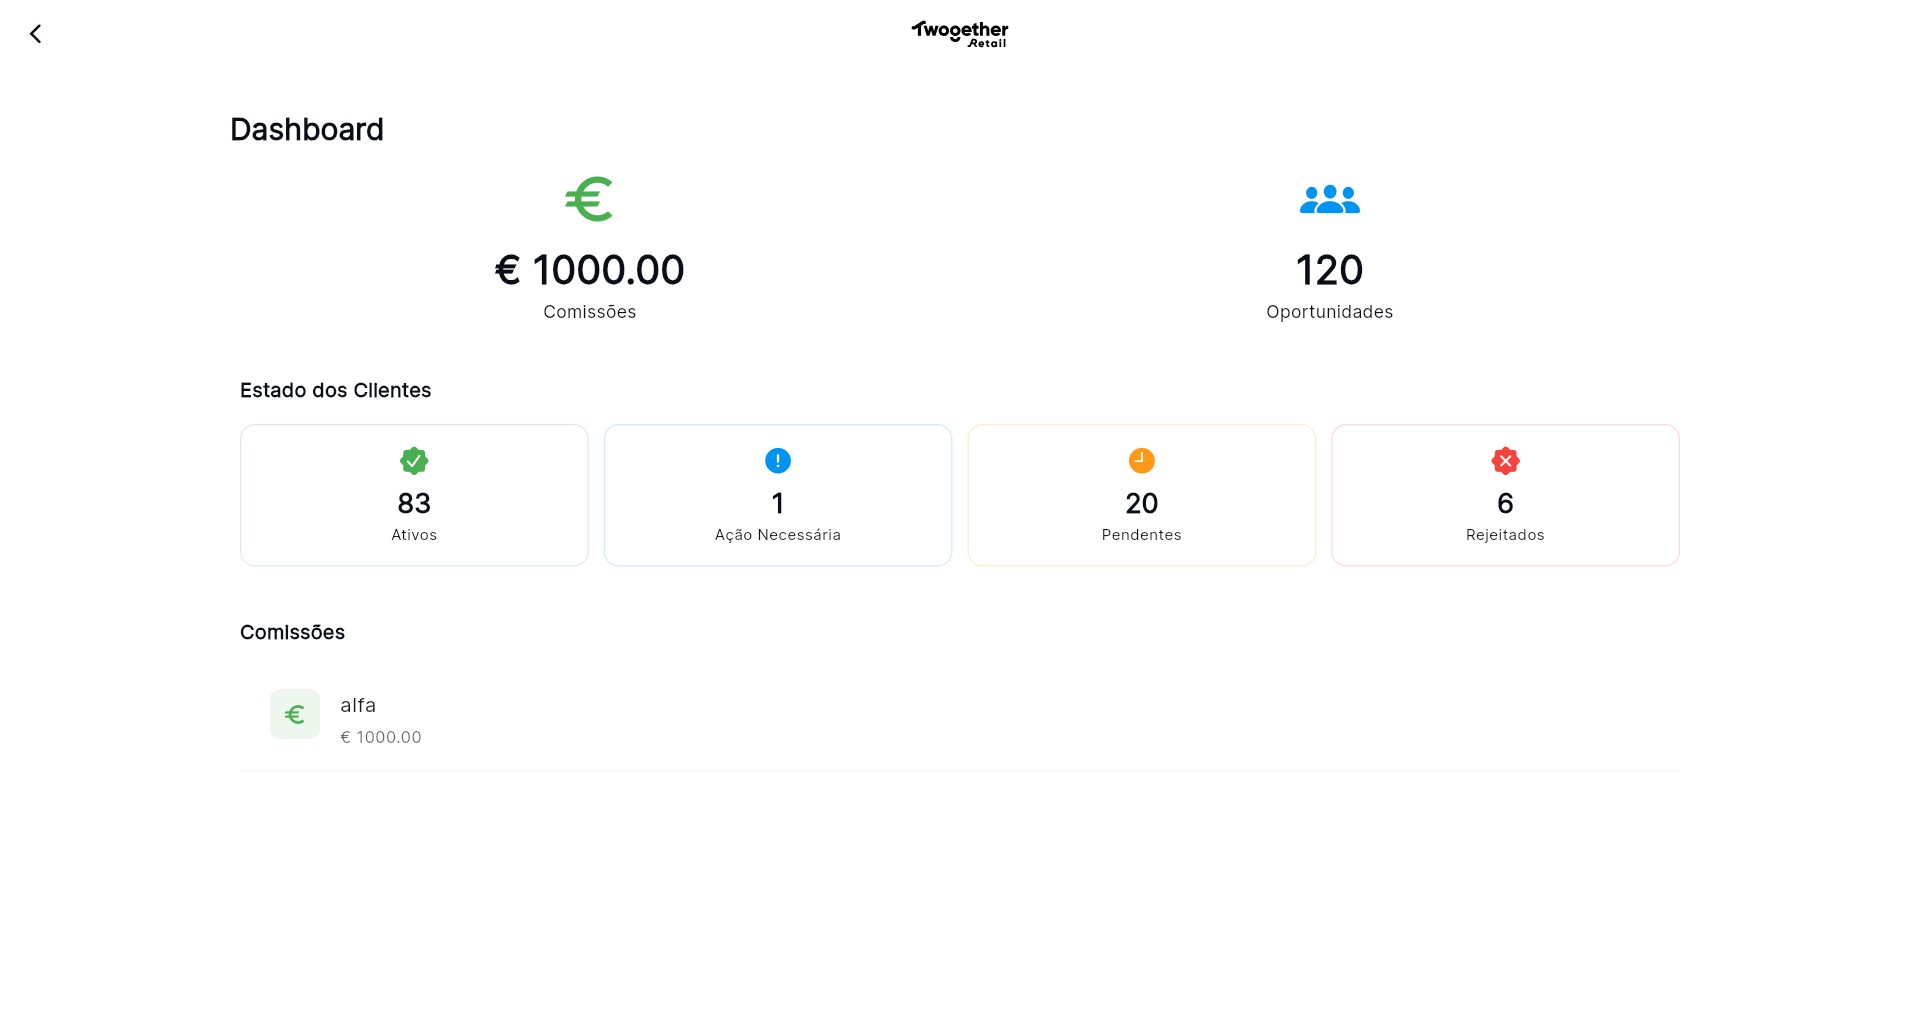 Twogether
Retail
Dashboard
€ 1000.00
Comissões
120
Oportunidades
Estado dos Clientes
83
Ativos
1
Ação Necessária
20
Pendentes
6
Rejeitados
Comissões
alfa
€ 1000.00